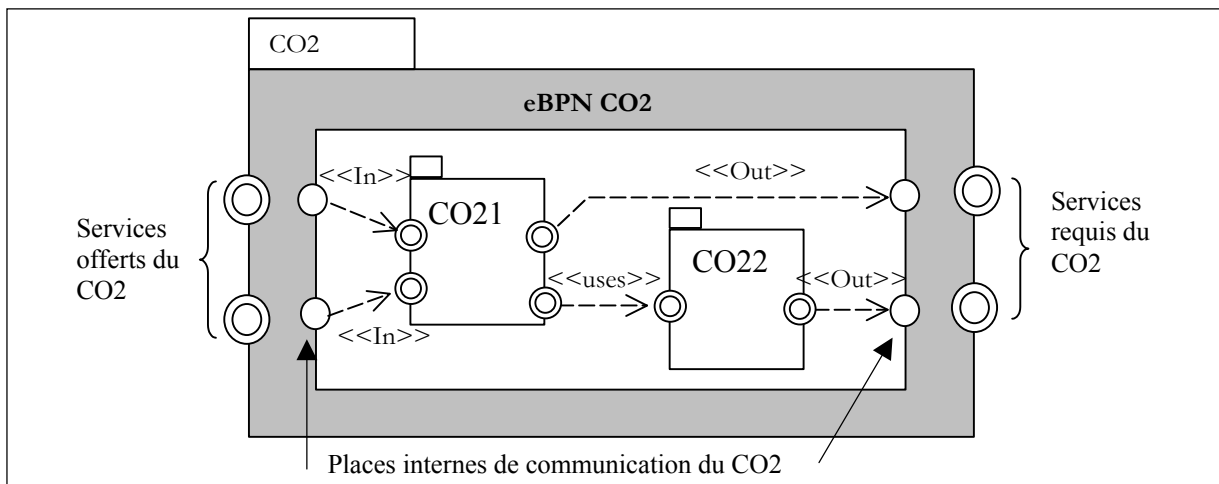 CO2
eBPN CO2
<<In>>
<<Out>>
CO21
Services
offerts du
CO2
Services
requis du
CO2
CO22
<<uses>>
<<Out>>
<<In>>
Places internes de communication du CO2